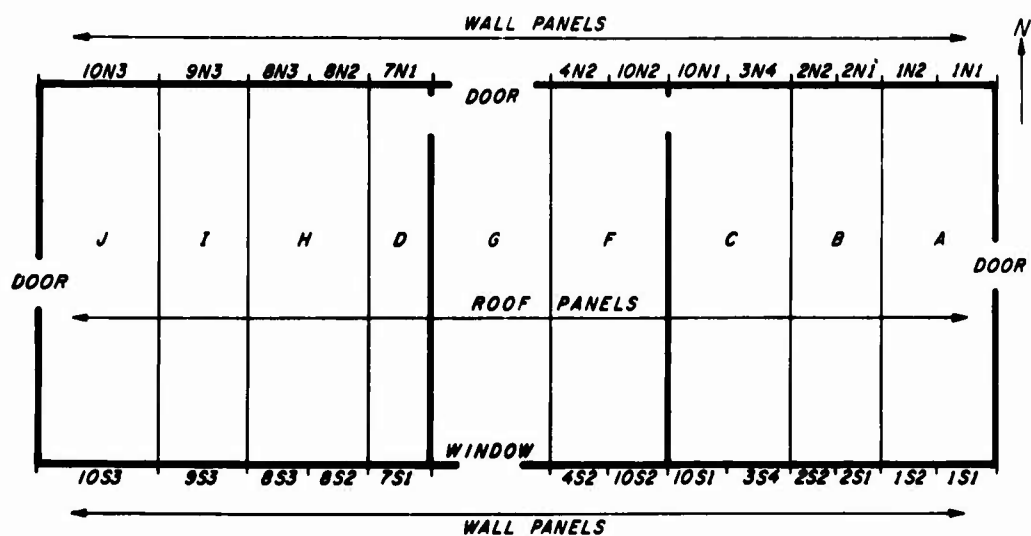 WALL PANELS
N
10N3 9N3 8N3 8N2 7N1 4N2 10N2 10N1 3N4 2N2 2N1 1N2 1N1
DOOR
J I H D G F C B A
DOOR DOOR
ROOF PANELS
WINDOW
10S3 9S3 8S3 8S2 7S1 4S2 10S2 10S1 3S4 2S2 2S1 1S2 1S1
WALL PANELS